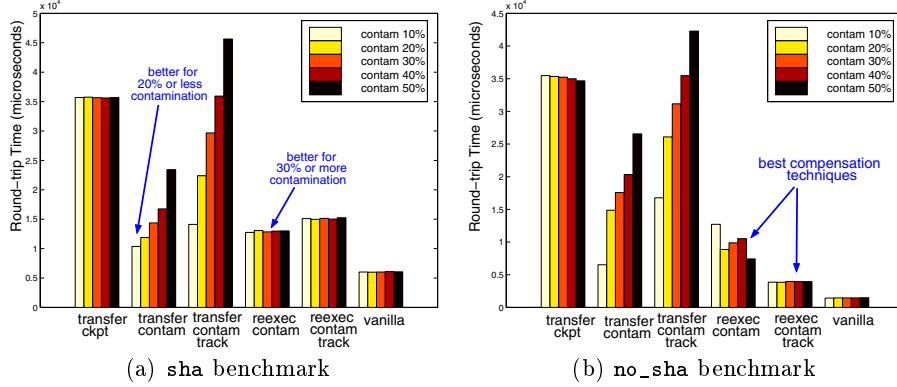 x 10⁴
5
4.5
4
3.5
3
2.5
2
1.5
1
0.5
0
Round−trip Time (microseconds)
contam 10%
contam 20%
contam 30%
contam 40%
contam 50%
better for
20% or less
contamination
better for
30% or more
contamination
transfer
ckpt
transfer
contam
transfer
contam
track
reexec
contam
reexec
contam
track
vanilla
(a) sha benchmark
x 10⁴
4.5
4
3.5
3
2.5
2
1.5
1
0.5
0
Round−trip Time (microseconds)
contam 10%
contam 20%
contam 30%
contam 40%
contam 50%
best compensation
techniques
transfer
ckpt
transfer
contam
transfer
contam
track
reexec
contam
reexec
contam
track
vanilla
(b) no_sha benchmark